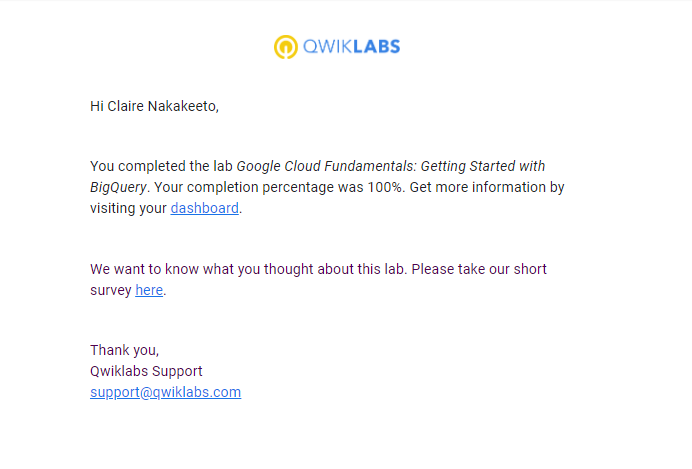 QWIKLABS
Hi Claire Nakakeeto,
You completed the lab Google Cloud Fundamentals: Getting Started with
BigQuery. Your completion percentage was 100%. Get more information by
visiting your dashboard.
We want to know what you thought about this lab. Please take our short
survey here.
Thank you,
Qwiklabs Support
support@qwiklabs.com